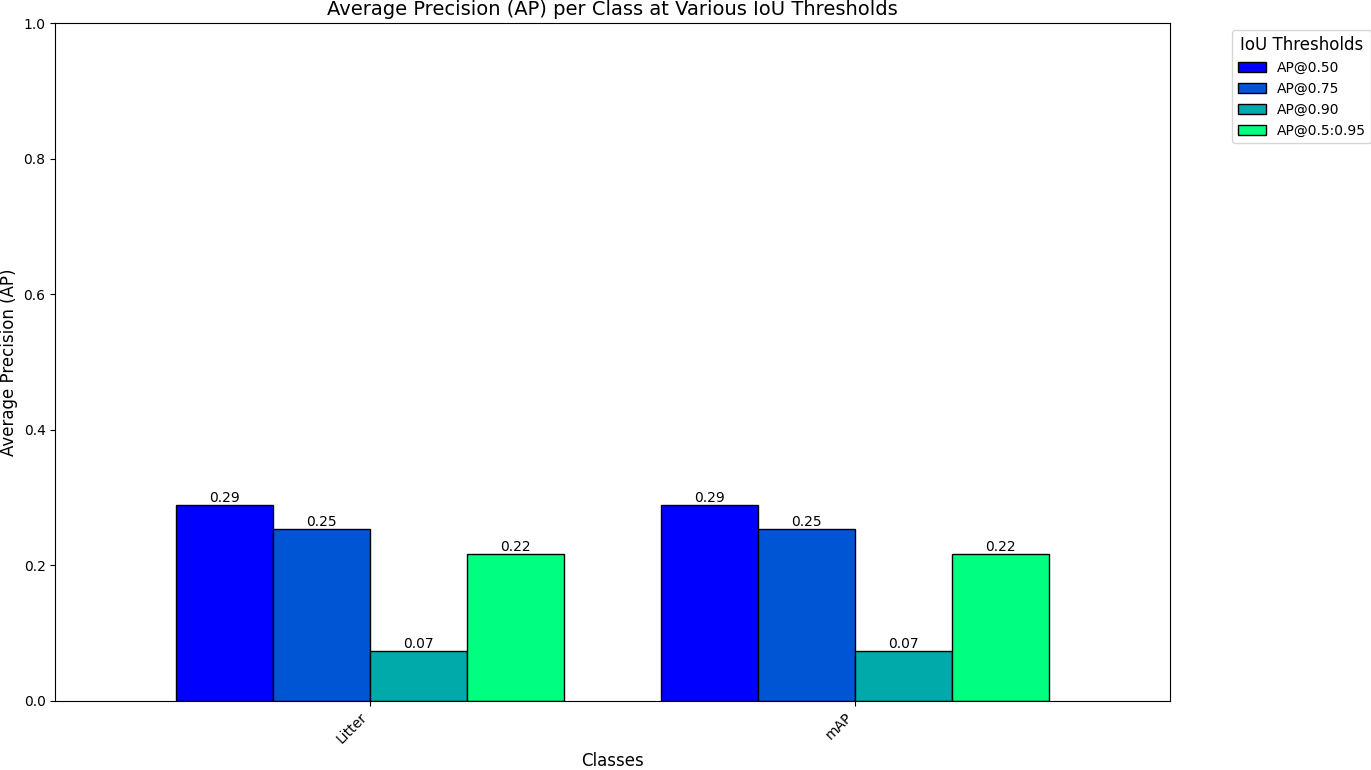 Average Precision (AP) per Class at Various IoU Thresholds
IoU Thresholds
AP@0.50
AP@0.75
AP@0.90
AP@0.5:0.95
Average Precision (AP)
1.0
0.8
0.6
0.4
0.2
0.0
0.29
0.25
0.07
0.22
0.29
0.25
0.07
0.22
Litter
mAP
Classes